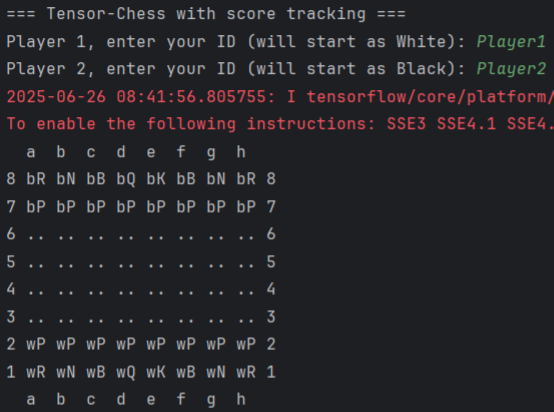 === Tensor-Chess with score tracking ===
Player 1, enter your ID (will start as White): Player1
Player 2, enter your ID (will start as Black): Player2
2025-06-26 08:41:56.805755: I tensorflow/core/platform/
To enable the following instructions: SSE3 SSE4.1 SSE4.
a b c d e f g h
8 bR bN bB bQ bK bB bN bR 8
7 bP bP bP bP bP bP bP bP 7
6 .. .. .. .. .. .. .. .. 6
5 .. .. .. .. .. .. .. .. 5
4 .. .. .. .. .. .. .. .. 4
3 .. .. .. .. .. .. .. .. 3
2 wP wP wP wP wP wP wP wP 2
1 wR wN wB wQ wK wB wN wR 1
a b c d e f g h